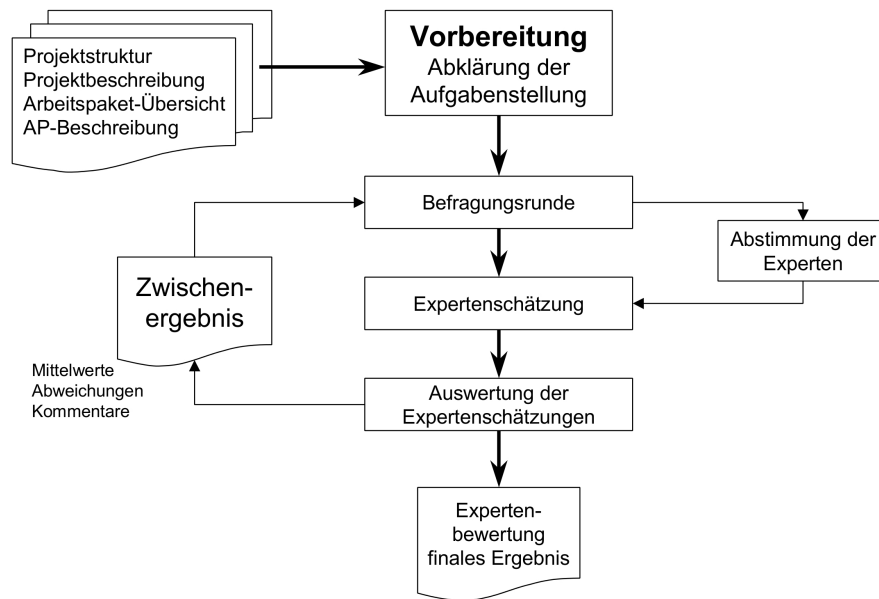 Projektstruktur
Projektbeschreibung
Arbeitspaket-Übersicht
AP-Beschreibung
Vorbereitung
Abklärung der
Aufgabenstellung
Befragungsrunde
Abstimmung der
Experten
Zwischen-
ergebnis
Expertenschätzung
Mittelwerte
Abweichungen
Kommentare
Auswertung der
Expertenschätzungen
Experten-
bewertung
finales Ergebnis